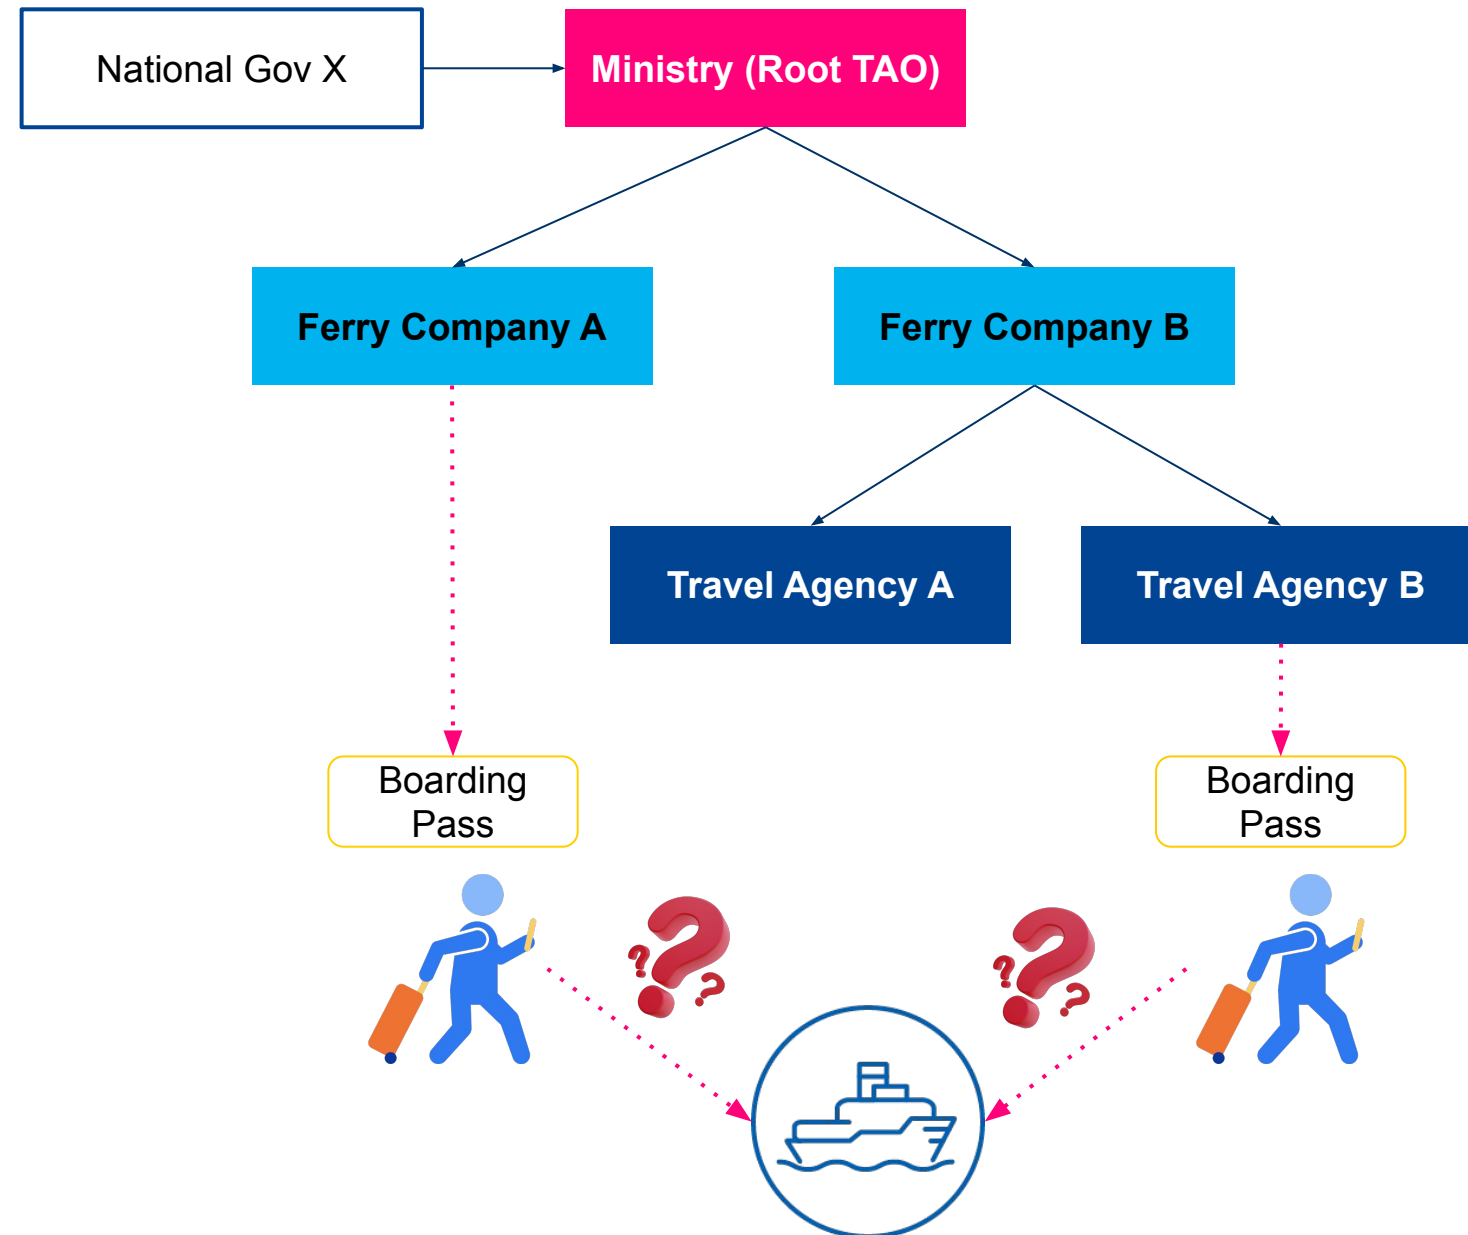 National Gov X
Ministry (Root TAO)
Ferry Company A
Ferry Company B
Travel Agency A
Travel Agency B
Boarding
Pass
Boarding
Pass